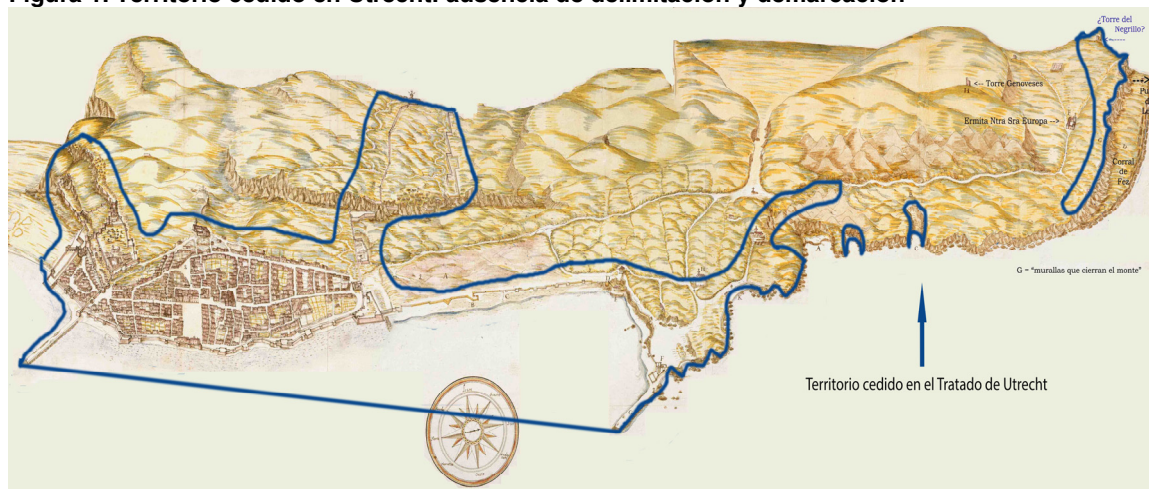 Figura 1. Territorio cedido en Utrecht: ausencia de delimitación y demarcación
¿Torre del
Negrillo?
<-- Torre Genoveses
Ermita Ntra Sra Europa -->
Corral
de
Fez
G = "murallas que cierran el monte"
Territorio cedido en el Tratado de Utrecht